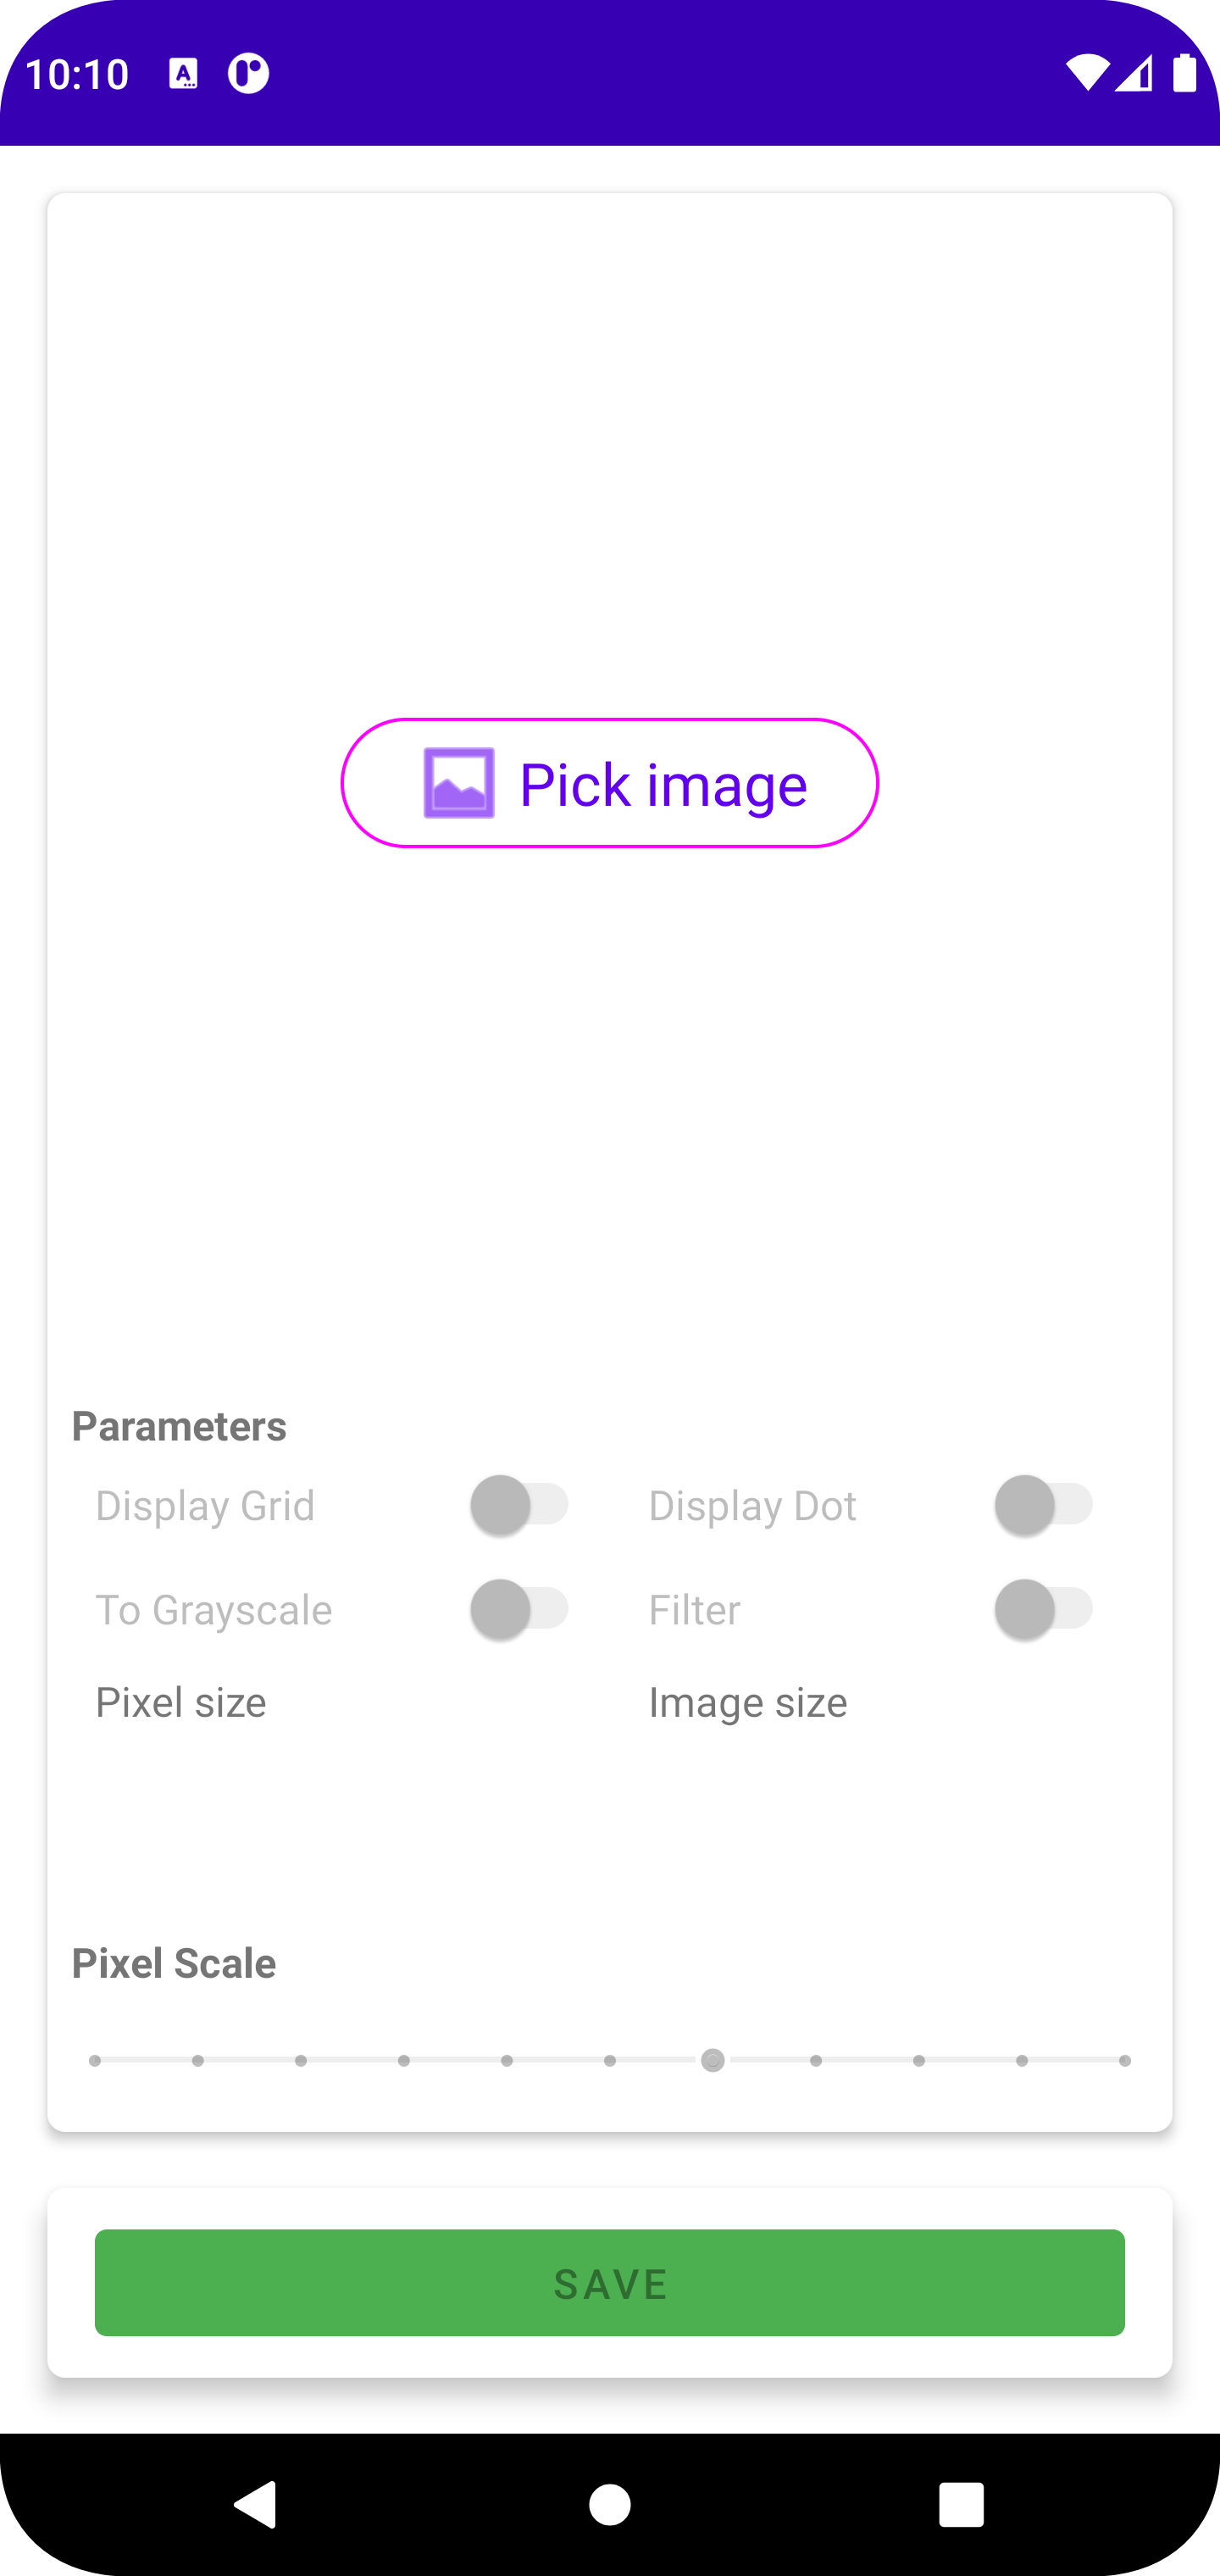 10:10
Pick image
Parameters
Display Grid
Display Dot
To Grayscale
Filter
Pixel size
Image size
Pixel Scale
SAVE